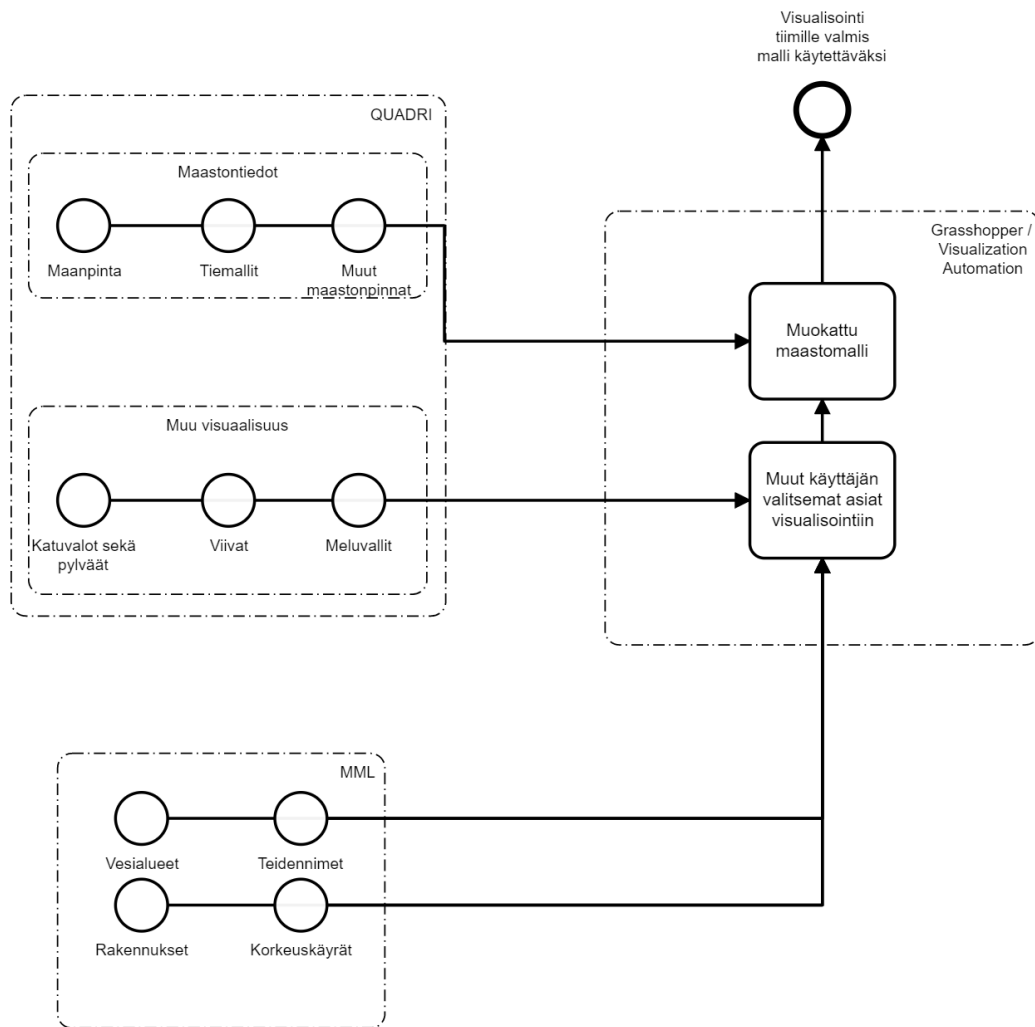 Visualisointi
tiimille valmis
malli käytettäväksi
QUADRI
Maastontiedot
Maanpinta
Tiemallit
Muut
maastonpinnat
Grasshopper /
Visualization
Automation
Muokattu
maastomalli
Muu visuaalisuus
Katuvalot sekä
pylväät
Viivat
Meluvallit
Muut käyttäjän
valitsemat asiat
visualisointiin
MML
Vesialueet
Teidennimet
Rakennukset
Korkeuskäyrät